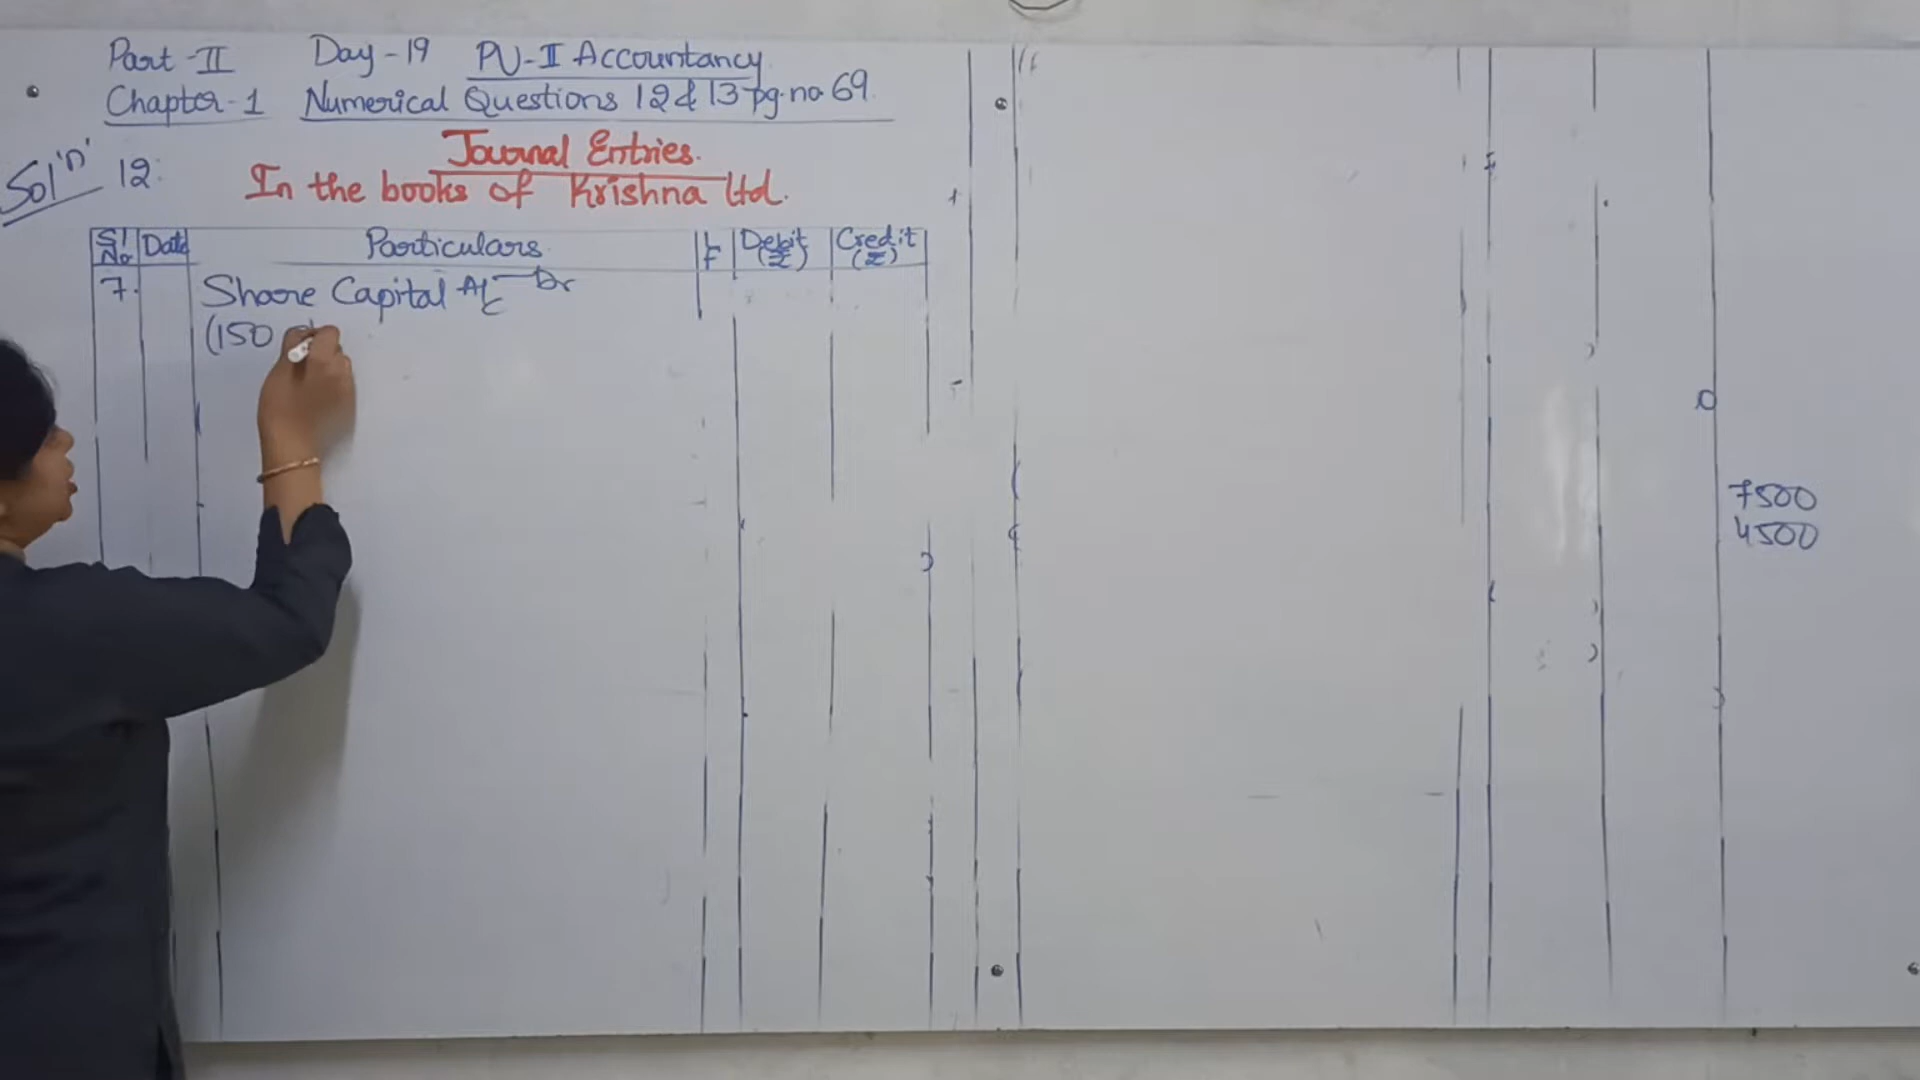 Part-II Day-19 PU-II Accountancy
Chapter-1 Numerical Questions 12 & 13 pg.no 69.
Journal Entries.
Sol'n' 12:
In the books of Krishna Ltd.
Sl No Date Particulars. LF Debit (₹) Credit (₹)
7. Share Capital A/c Dr
(150
7500
4500